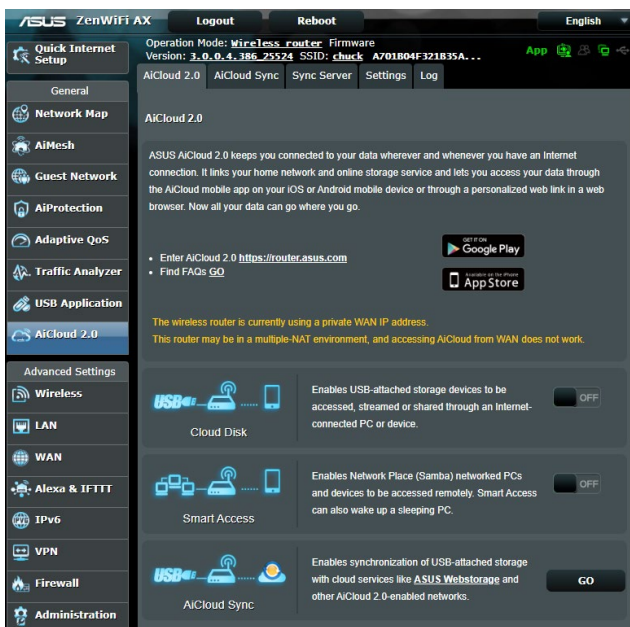 ASUS ZenWiFi AX Logout Reboot English
Quick Internet Setup
Operation Mode: Wireless router Firmware
Version: 3.0.0.4.386_25524 SSID: chuck A701B04F321B35A...
App
General
Network Map
AiMesh
Guest Network
AiProtection
Adaptive QoS
Traffic Analyzer
USB Application
AiCloud 2.0
Advanced Settings
Wireless
LAN
WAN
Alexa & IFTTT
IPv6
VPN
Firewall
Administration
AiCloud 2.0 AiCloud Sync Sync Server Settings Log
AiCloud 2.0
ASUS AiCloud 2.0 keeps you connected to your data wherever and whenever you have an Internet
connection. It links your home network and online storage service and lets you access your data through
the AiCloud mobile app on your iOS or Android mobile device or through a personalized web link in a web
browser. Now all your data can go where you go.
• Enter AiCloud 2.0 https://router.asus.com
• Find FAQs GO
GET IT ON
Google Play
Available on the iPhone
App Store
The wireless router is currently using a private WAN IP address.
This router may be in a multiple-NAT environment, and accessing AiCloud from WAN does not work.
USB
Cloud Disk
Enables USB-attached storage devices to be
accessed, streamed or shared through an Internet-
connected PC or device.
OFF
Smart Access
Enables Network Place (Samba) networked PCs
and devices to be accessed remotely. Smart Access
can also wake up a sleeping PC.
OFF
USB
AiCloud Sync
Enables synchronization of USB-attached storage
with cloud services like ASUS Webstorage and
other AiCloud 2.0-enabled networks.
GO